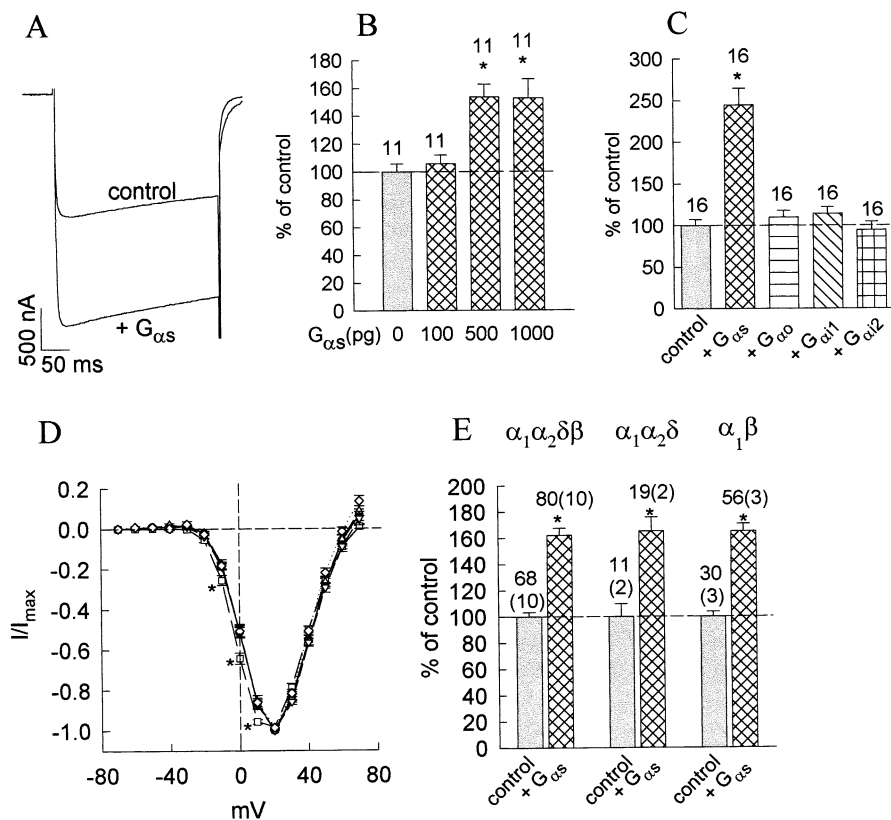 A
control
+ Gαs
500 nA
50 ms
B
% of control
180
160
140
120
100
80
60
40
20
0
11
11
11
*
11
*
Gαs(pg) 0 100 500 1000
C
% of control
300
250
200
150
100
50
0
16
16
*
16
16
16
control
+ Gαs
+ Gαo
+ Gαi1
+ Gαi2
D
I/Imax
0.2
0.0
-0.2
-0.4
-0.6
-0.8
-1.0
*
*
*
-80 -40 0 40 80
mV
E
α1α2δβ α1α2δ α1β
% of control
200
180
160
140
120
100
80
60
40
20
0
68
(10)
80(10)
*
11
(2)
19(2)
*
30
(3)
56(3)
*
control
+ Gαs
control
+ Gαs
control
+ Gαs